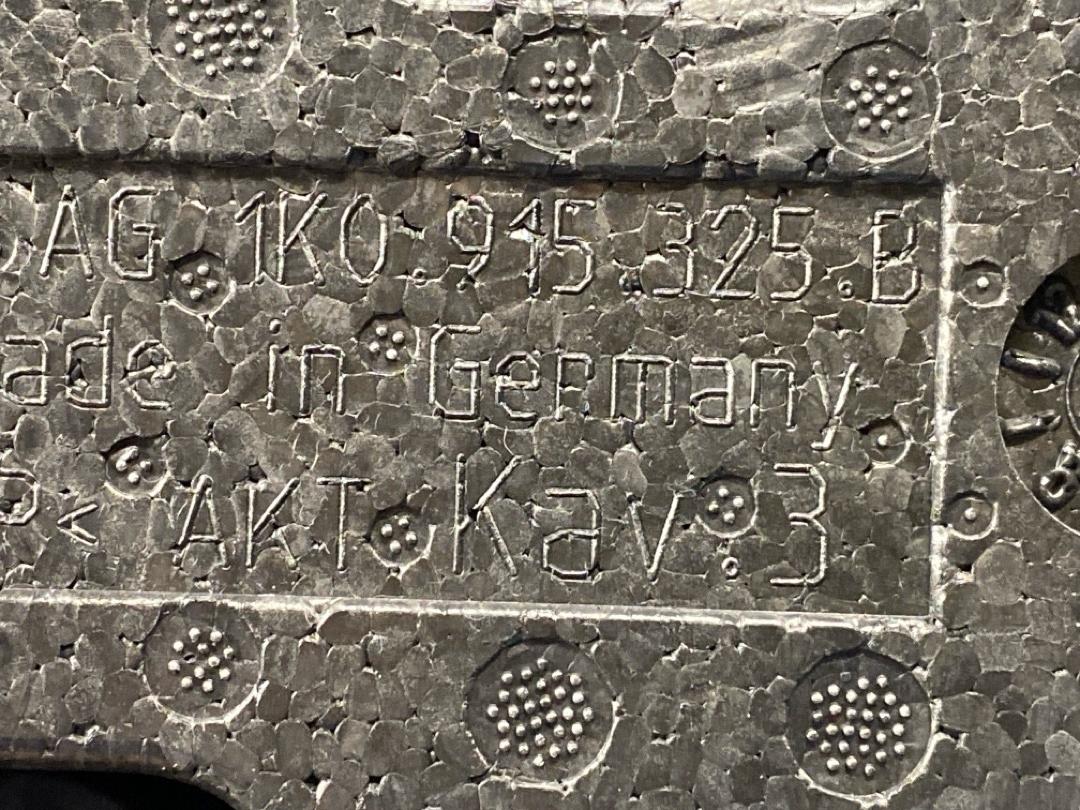 AG 1K0.915.325.B
ade in Germany
P< AKT Kav.3